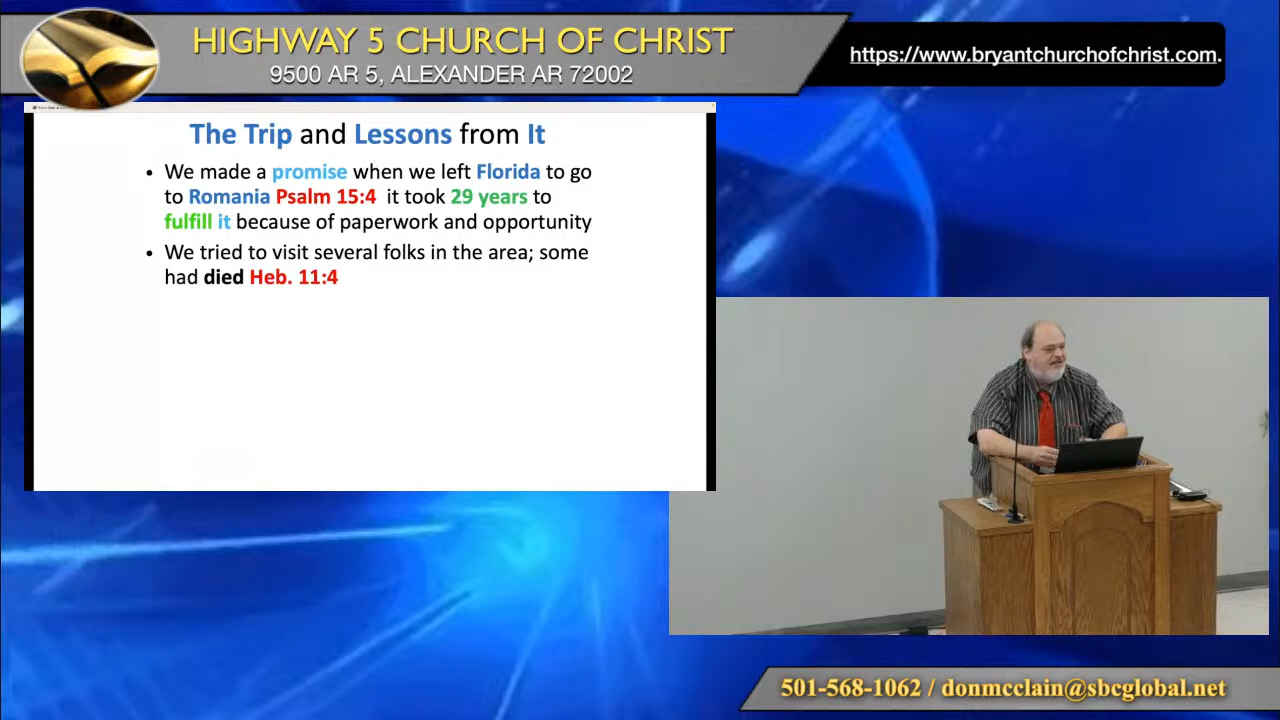 HIGHWAY 5 CHURCH OF CHRIST
9500 AR 5, ALEXANDER AR 72002
https://www.bryantchurchofchrist.com.
The Trip and Lessons from It
• We made a promise when we left Florida to go
to Romania Psalm 15:4 it took 29 years to
fulfill it because of paperwork and opportunity
• We tried to visit several folks in the area; some
had died Heb. 11:4
501-568-1062 / donmcclain@sbcglobal.net